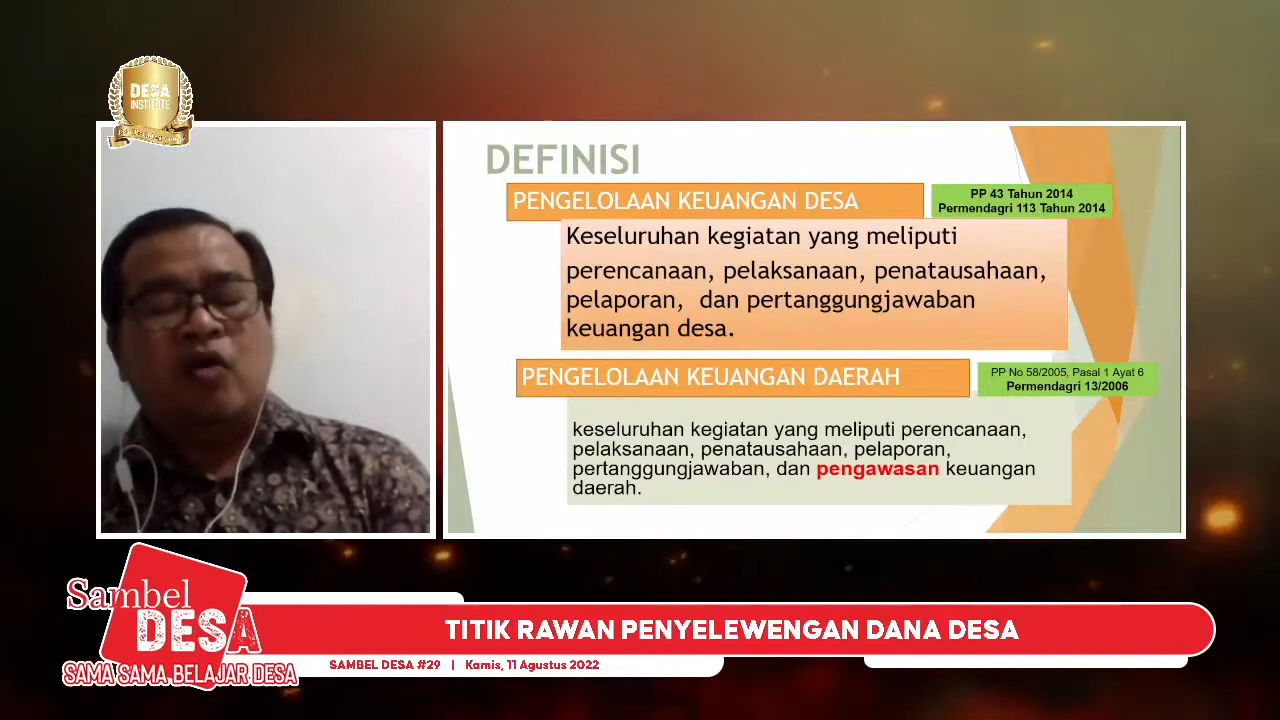 DESA
INSTITUTE
DEFINISI
PENGELOLAAN KEUANGAN DESA
PP 43 Tahun 2014
Permendagri 113 Tahun 2014
Keseluruhan kegiatan yang meliputi
perencanaan, pelaksanaan, penatausahaan,
pelaporan, dan pertanggungjawaban
keuangan desa.
PENGELOLAAN KEUANGAN DAERAH
PP No 58/2005, Pasal 1 Ayat 6
Permendagri 13/2006
keseluruhan kegiatan yang meliputi perencanaan,
pelaksanaan, penatausahaan, pelaporan,
pertanggungjawaban, dan pengawasan keuangan
daerah.
Sambel
DESA
SAMA SAMA BELAJAR DESA
TITIK RAWAN PENYELEWENGAN DANA DESA
SAMBEL DESA #29 | Kamis, 11 Agustus 2022